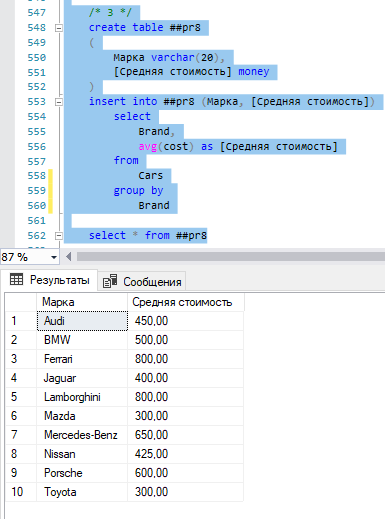 547 /* 3 */
548 create table ##pr8
549 (
550 Марка varchar(20),
551 [Средняя стоимость] money
552 )
553 insert into ##pr8 (Марка, [Средняя стоимость])
554 select
555 Brand,
556 avg(cost) as [Средняя стоимость]
557 from
558 Cars
559 group by
560 Brand
561
562 select * from ##pr8
87 %
Результаты Сообщения
Марка Средняя стоимость
1 Audi 450,00
2 BMW 500,00
3 Ferrari 800,00
4 Jaguar 400,00
5 Lamborghini 800,00
6 Mazda 300,00
7 Mercedes-Benz 650,00
8 Nissan 425,00
9 Porsche 600,00
10 Toyota 300,00